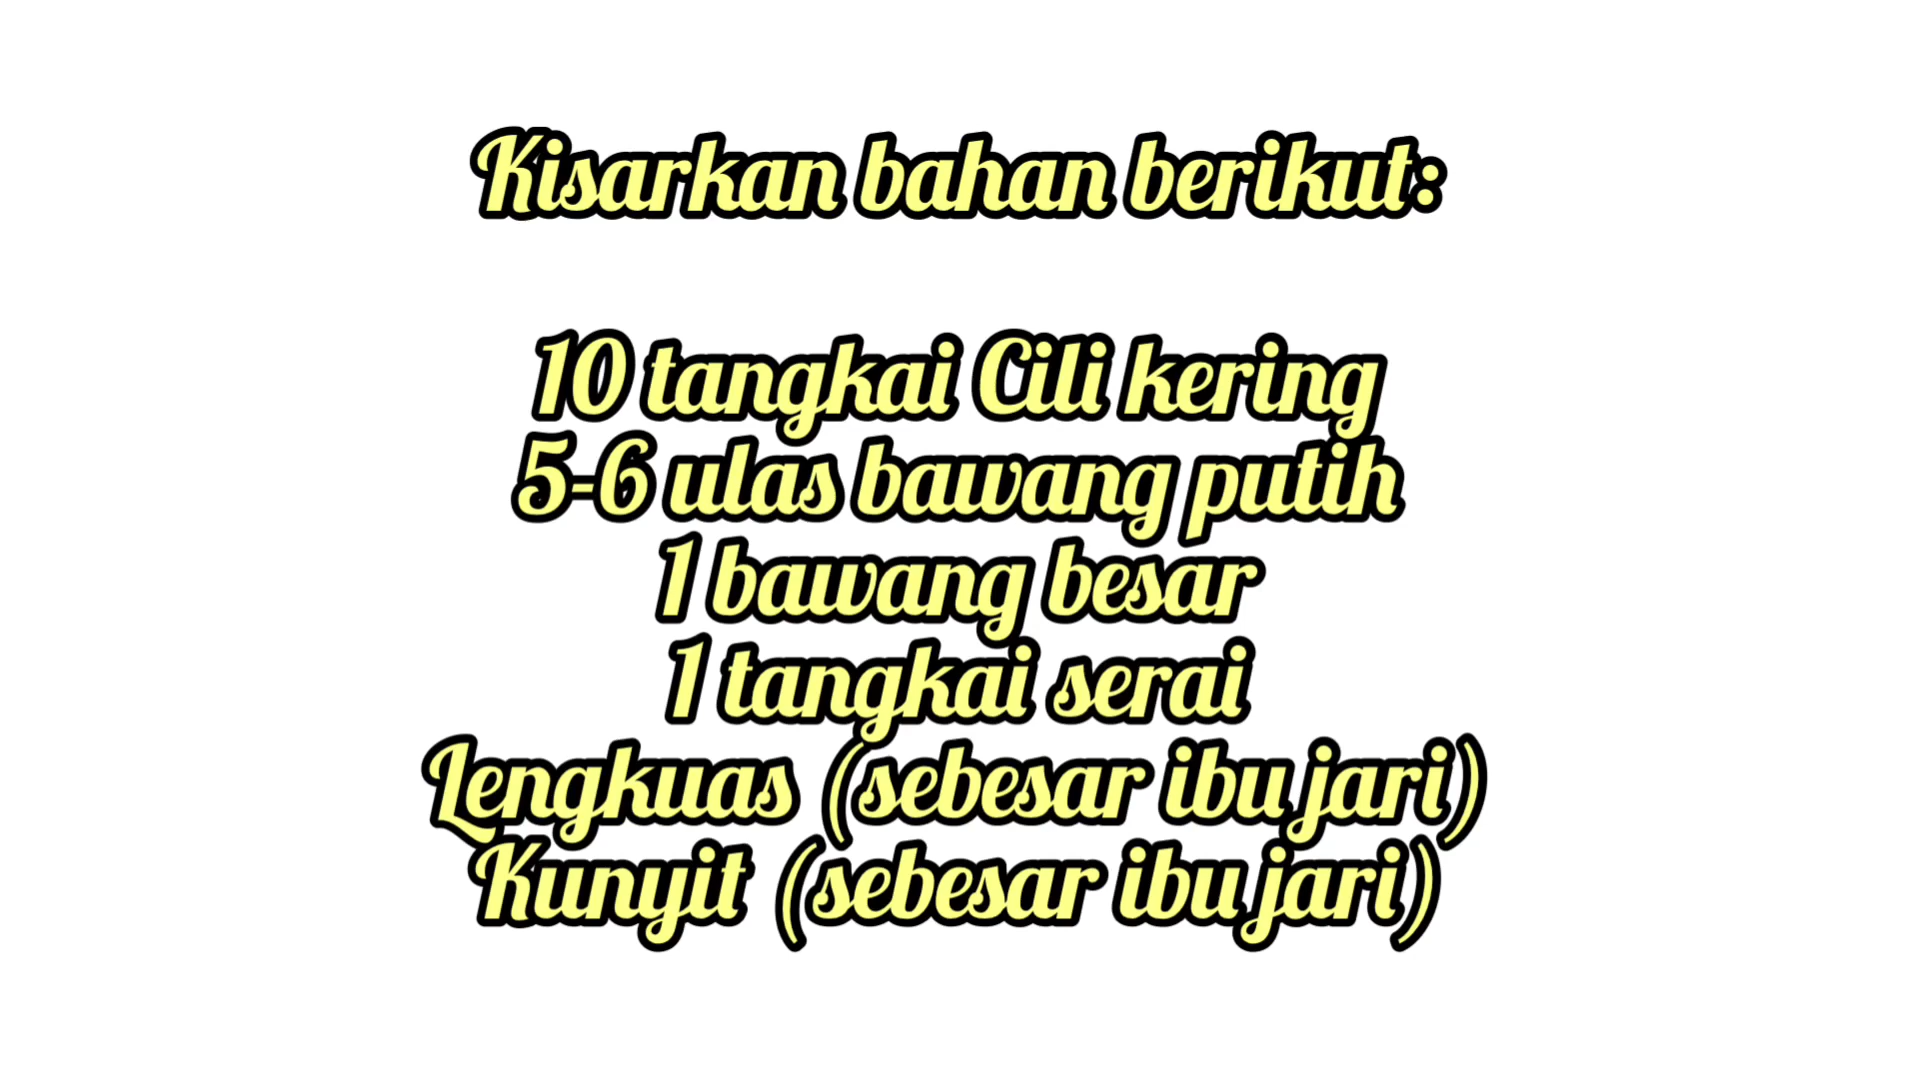 Kisarkan bahan berikut:
10 tangkai Cili kering
5-6 ulas bawang putih
1 bawang besar
1 tangkai serai
Lengkuas (sebesar ibu jari)
Kunyit (sebesar ibu jari)